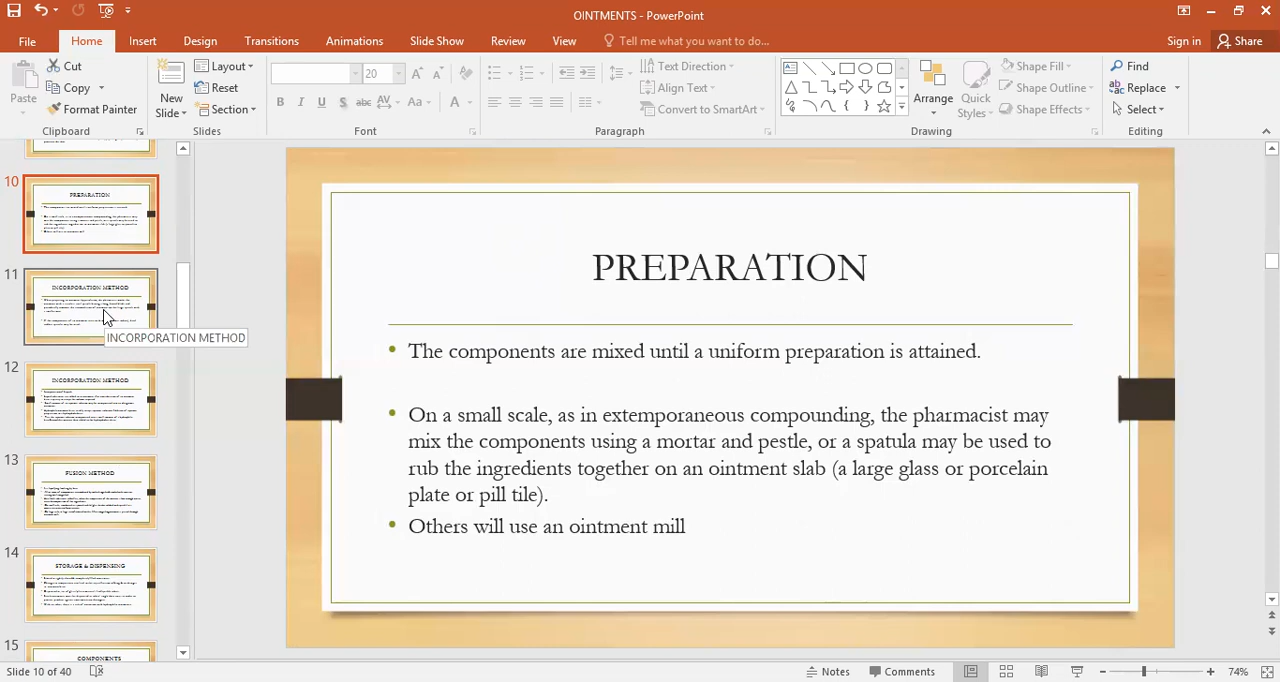 OINTMENTS - PowerPoint
File Home Insert Design Transitions Animations Slide Show Review View Tell me what you want to do... Sign in Share
Paste Cut Copy Format Painter
Clipboard
New Slide Layout Reset Section
Slides
20
B I U S abc AV Aa A
Font
Text Direction Align Text Convert to SmartArt
Paragraph
Arrange Quick Styles Shape Fill Shape Outline Shape Effects
Drawing
Find Replace Select
Editing
10
PREPARATION
11
INCORPORATION METHOD
INCORPORATION METHOD
12
INCORPORATION METHOD
13
FUSION METHOD
14
STORAGE & DISPENSING
15
COMPONENTS
PREPARATION
• The components are mixed until a uniform preparation is attained.
• On a small scale, as in extemporaneous compounding, the pharmacist may
mix the components using a mortar and pestle, or a spatula may be used to
rub the ingredients together on an ointment slab (a large glass or porcelain
plate or pill tile).
• Others will use an ointment mill
Slide 10 of 40 Notes Comments 74%